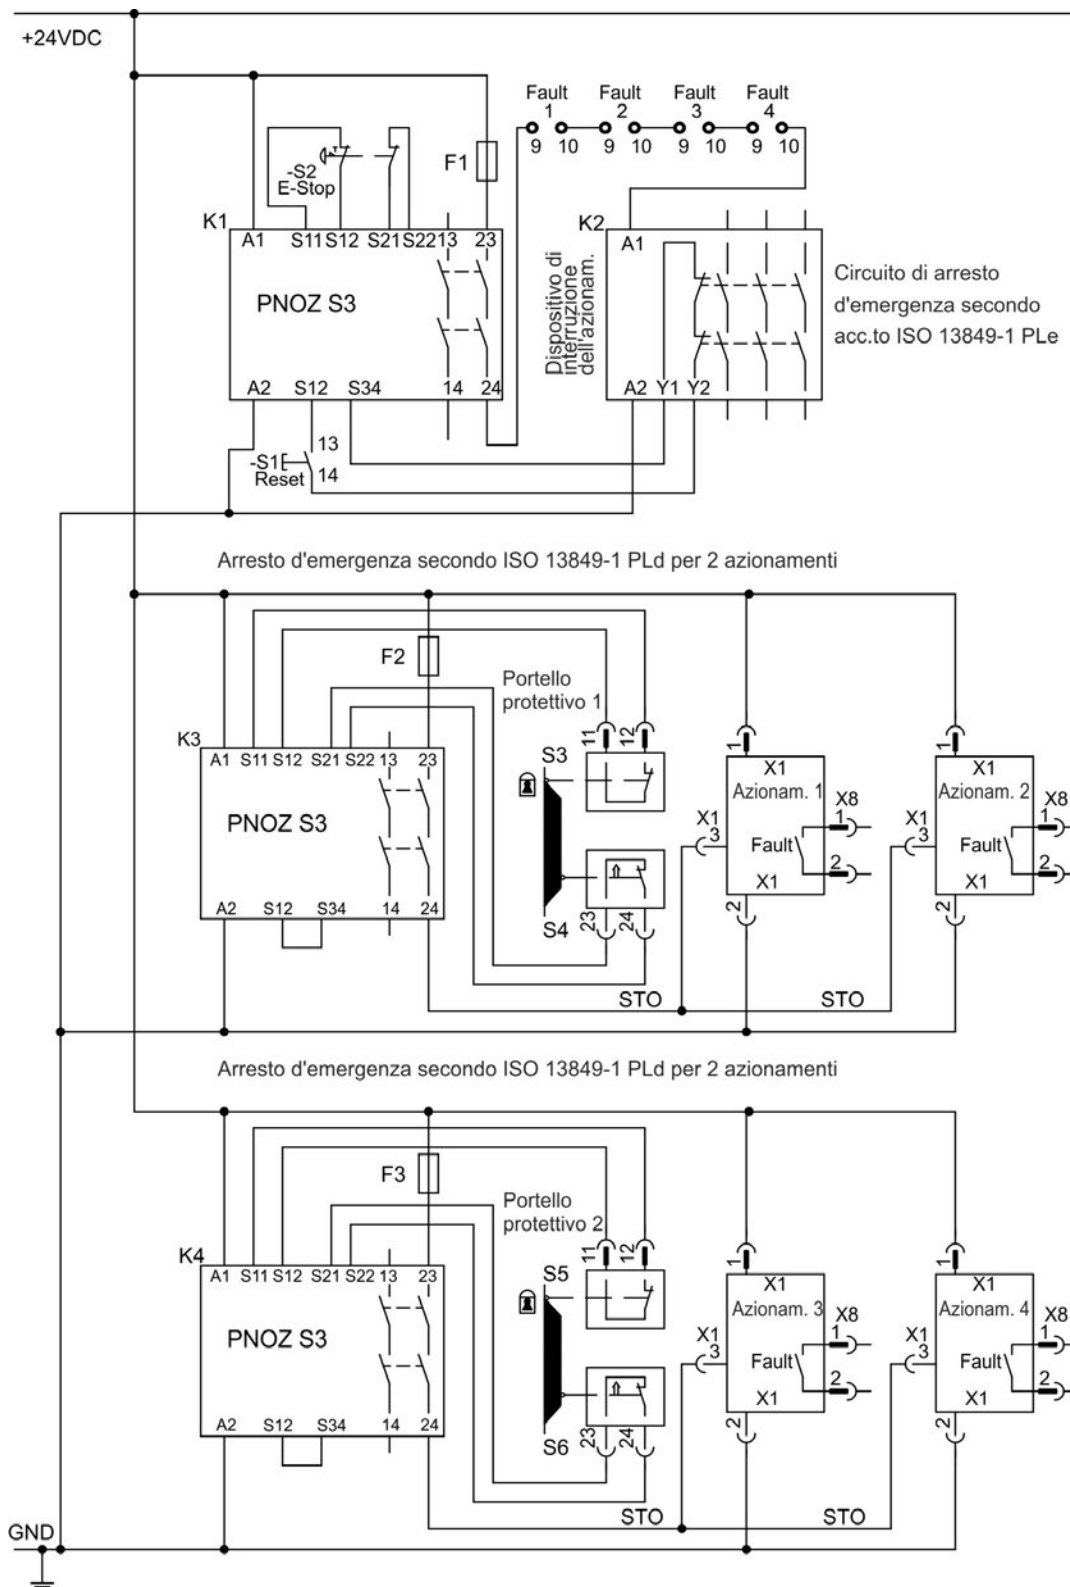 +24VDC
Fault 1
Fault 2
Fault 3
Fault 4
9 10 9 10 9 10 9 10
-S2
E-Stop
F1
K1
A1 S11 S12 S21 S22 13 23
PNOZ S3
A2 S12 S34 14 24
K2
A1
Dispositivo di
interruzione
dell'azionam.
A2 Y1 Y2
Circuito di arresto
d'emergenza secondo
acc.to ISO 13849-1 PLe
-S1
Reset
13
14
Arresto d'emergenza secondo ISO 13849-1 PLd per 2 azionamenti
F2
Portello
protettivo 1
K3
A1 S11 S12 S21 S22 13 23
PNOZ S3
A2 S12 S34 14 24
11 12
S3
S4
23 24
1
X1
Azionam. 1
X1
3
Fault
X8
1
2
X1
2
1
X1
Azionam. 2
X1
3
Fault
X8
1
2
X1
2
STO
STO
Arresto d'emergenza secondo ISO 13849-1 PLd per 2 azionamenti
F3
Portello
protettivo 2
K4
A1 S11 S12 S21 S22 13 23
PNOZ S3
A2 S12 S34 14 24
11 12
S5
S6
23 24
1
X1
Azionam. 3
X1
3
Fault
X8
1
2
X1
2
1
X1
Azionam. 4
X1
3
Fault
X8
1
2
X1
2
STO
STO
GND